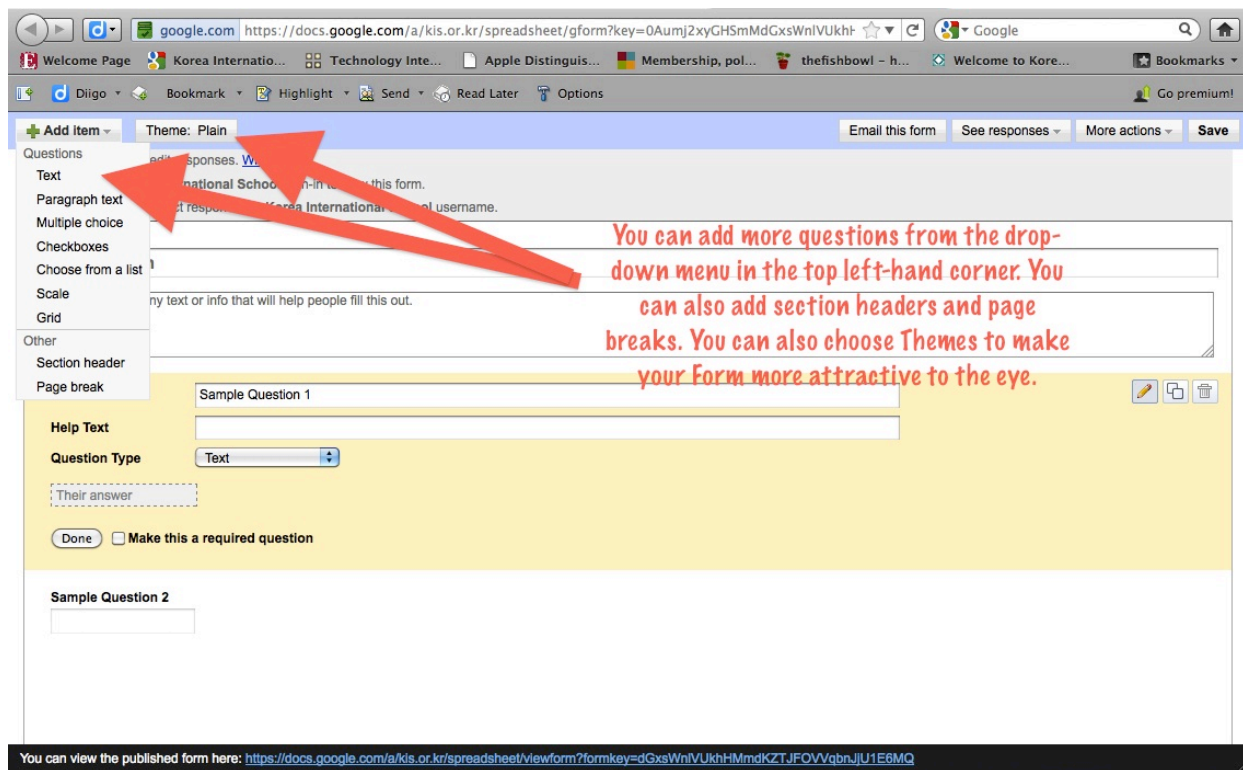 google.com https://docs.google.com/a/kis.or.kr/spreadsheet/gform?key=0Aumj2xyGHSmMdGxsWnlVUkhH Google
Welcome Page Korea Internatio... Technology Inte... Apple Distinguis... Membership, pol... thefishbowl – h... Welcome to Kore... Bookmarks
Diigo Bookmark Highlight Send Read Later Options Go premium!
Add item Theme: Plain Email this form See responses More actions Save
Questions
responses.
Text
this form.
Paragraph text
Korea International username.
Multiple choice
Checkboxes
Choose from a list
Scale
ny text or info that will help people fill this out.
Grid
Other
Section header
Page break
You can add more questions from the drop-
down menu in the top left-hand corner. You
can also add section headers and page
breaks. You can also choose Themes to make
your Form more attractive to the eye.
Sample Question 1
Help Text
Question Type Text
Their answer
Done Make this a required question
Sample Question 2
You can view the published form here: https://docs.google.com/a/kis.or.kr/spreadsheet/viewform?formkey=dGxsWnlVUkhHMmdKZTJFOVVqbnJjU1E6MQ